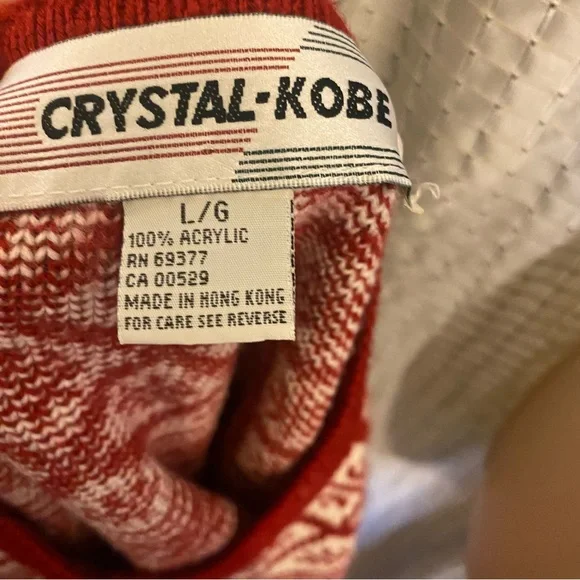 CRYSTAL-KOBE
L/G
100% ACRYLIC
RN 69377
CA 00529
MADE IN HONG KONG
FOR CARE SEE REVERSE